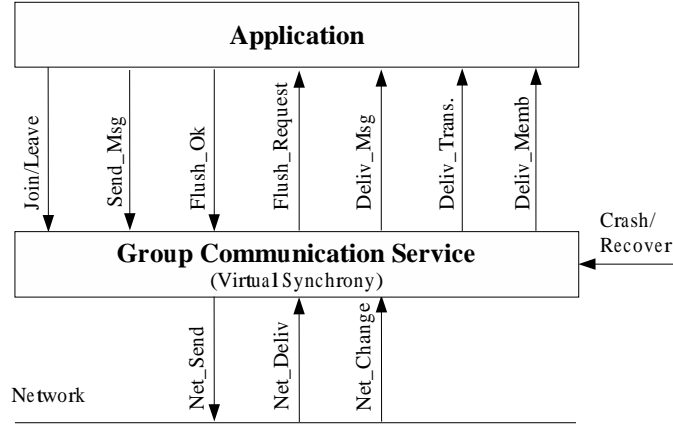 Application
Join/Leave
Send_Msg
Flush_Ok
Flush_Request
Deliv_Msg
Deliv_Trans.
Deliv_Memb
Crash/
Recover
Group Communication Service
(Virtual Synchrony)
Net_Send
Net_Deliv
Net_Change
Network